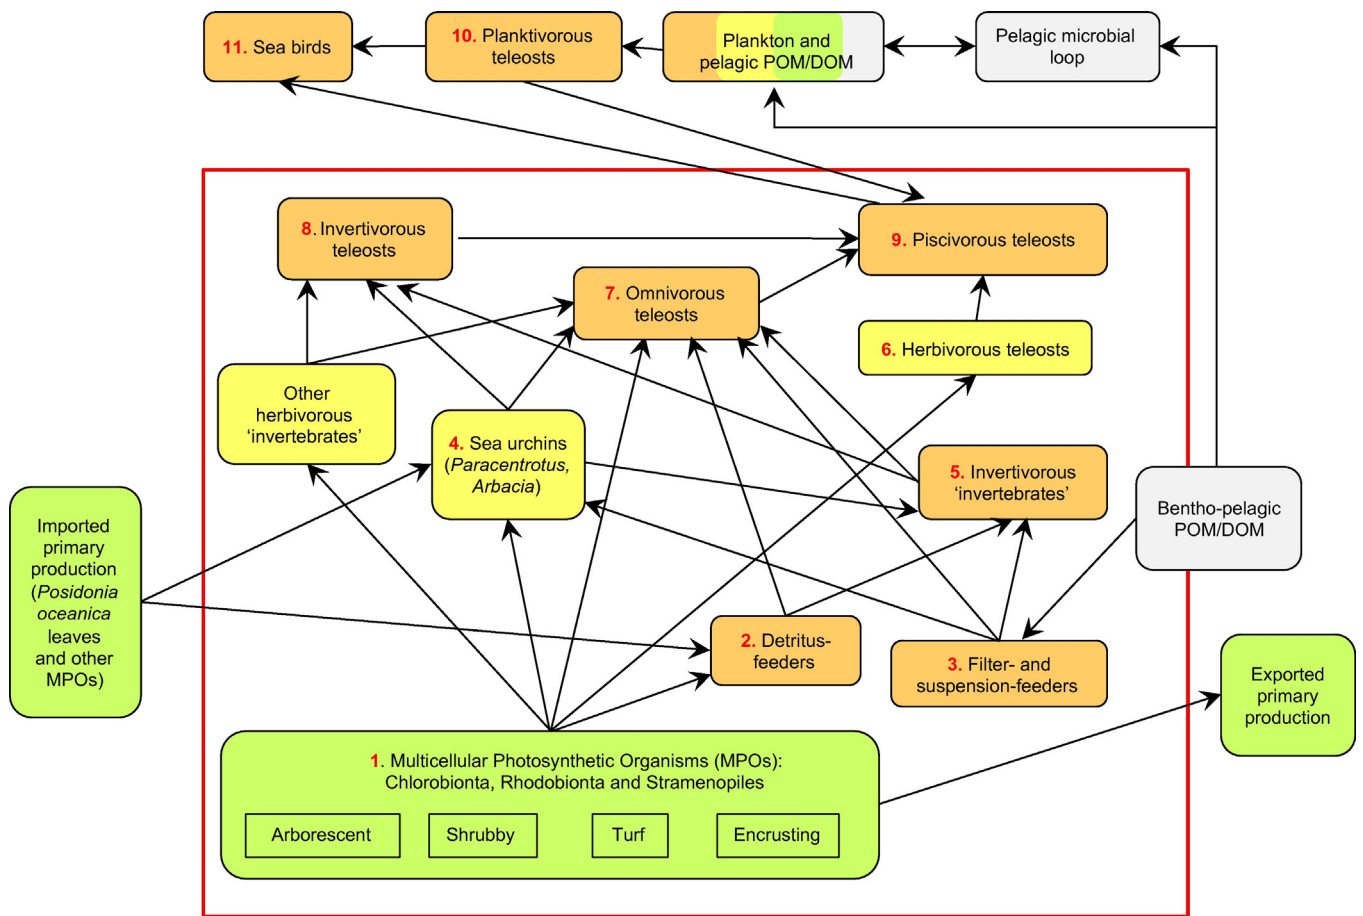 11. Sea birds
10. Planktivorous
teleosts
Plankton and
pelagic POM/DOM
Pelagic microbial
loop
8. Invertivorous
teleosts
9. Piscivorous teleosts
7. Omnivorous
teleosts
6. Herbivorous teleosts
Other
herbivorous
‘invertebrates’
4. Sea urchins
(Paracentrotus,
Arbacia)
5. Invertivorous
‘invertebrates’
Bentho-pelagic
POM/DOM
Imported
primary
production
(Posidonia
oceanica
leaves
and other
MPOs)
2. Detritus-
feeders
3. Filter- and
suspension-feeders
Exported
primary
production
1. Multicellular Photosynthetic Organisms (MPOs):
Chlorobionta, Rhodobionta and Stramenopiles
Arborescent
Shrubby
Turf
Encrusting